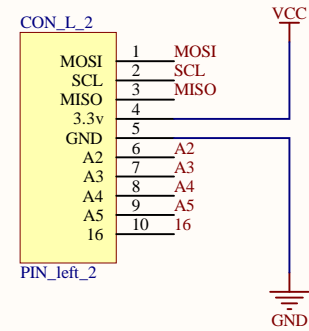 VCC
CON_L_2
MOSI 1 MOSI
SCL 2 SCL
MISO 3 MISO
3.3v 4
GND 5
A2 6 A2
A3 7 A3
A4 8 A4
A5 9 A5
16 10 16
PIN_left_2
GND